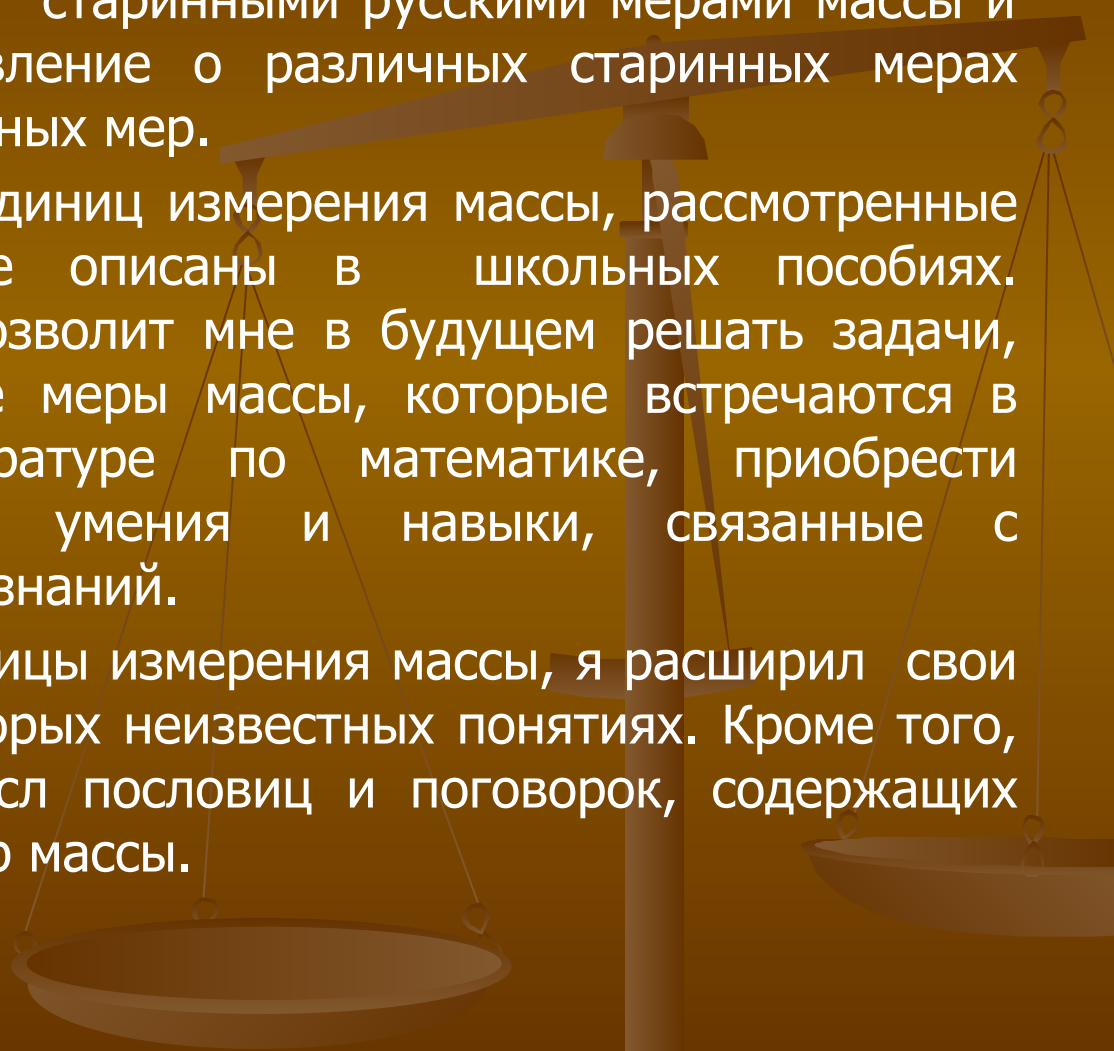 старинными русскими мерами массы и
вление о различных старинных мерах
ных мер.
диниц измерения массы, рассмотренные
е описаны в школьных пособиях.
озволит мне в будущем решать задачи,
е меры массы, которые встречаются в
ратуре по математике, приобрести
умения и навыки, связанные с
знаний.
ицы измерения массы, я расширил свои
орых неизвестных понятиях. Кроме того,
сл пословиц и поговорок, содержащих
р массы.